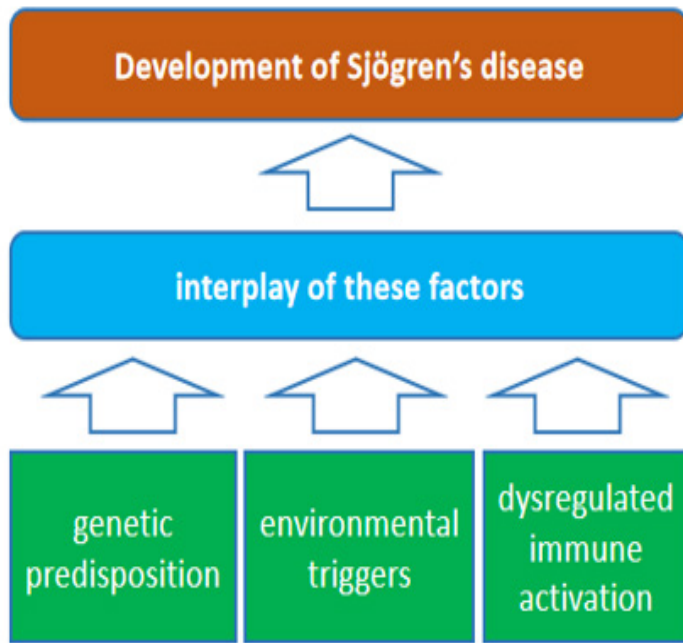 Development of Sjögren's disease
interplay of these factors
genetic
predisposition
environmental
triggers
dysregulated
immune
activation